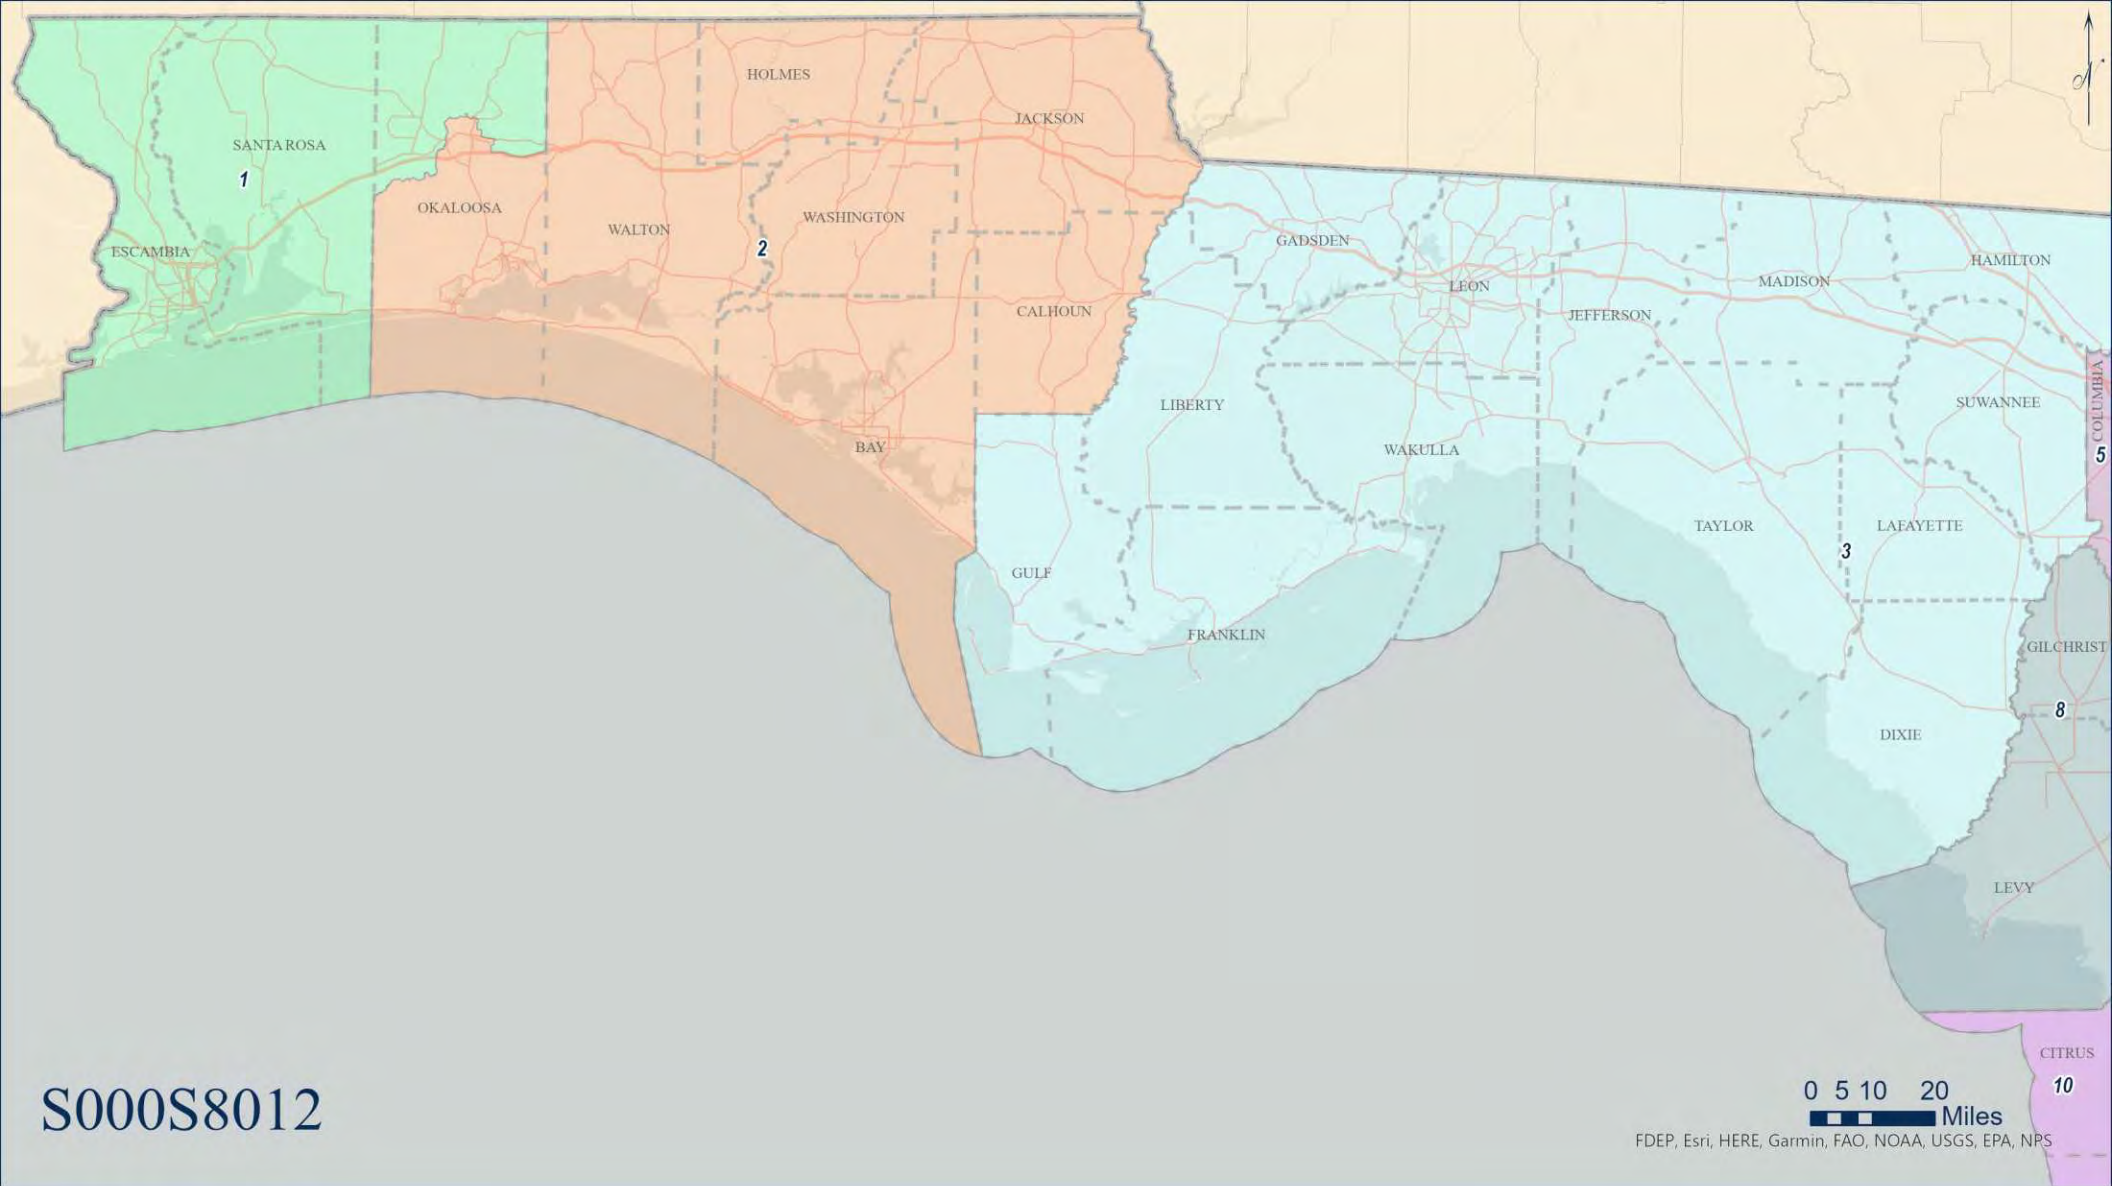 N
HOLMES
JACKSON
SANTA ROSA
1
OKALOOSA
WALTON
WASHINGTON
2
ESCAMBIA
GADSDEN
HAMILTON
LEON
MADISON
CALHOUN
JEFFERSON
LIBERTY
SUWANNEE
COLUMBIA
BAY
WAKULLA
5
TAYLOR
LAFAYETTE
3
GULF
FRANKLIN
GILCHRIST
8
DIXIE
LEVY
CITRUS
10
S000S8012
0 5 10 20
Miles
FDEP, Esri, HERE, Garmin, FAO, NOAA, USGS, EPA, NPS